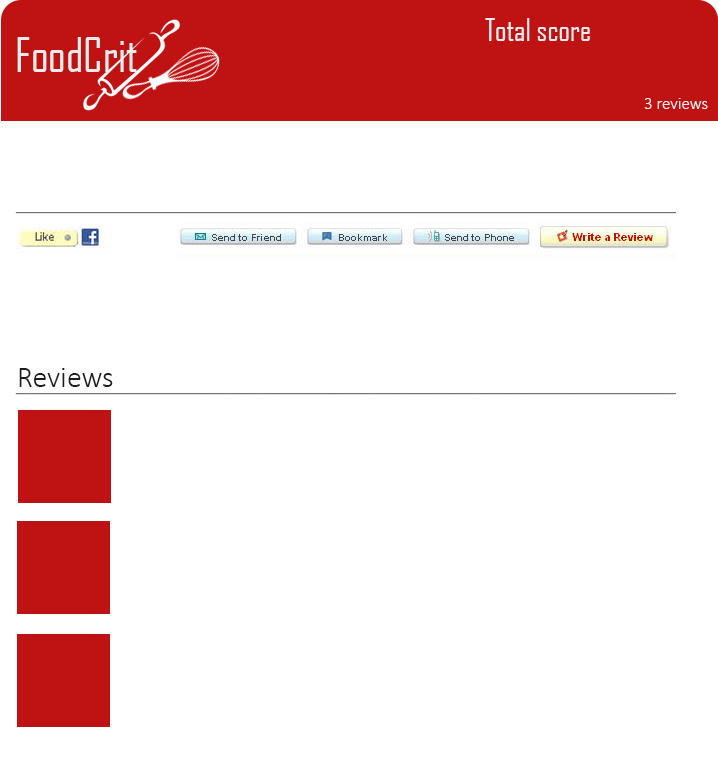 FoodCrit
Total score
3 reviews
Like
Send to Friend
Bookmark
Send to Phone
Write a Review
Reviews